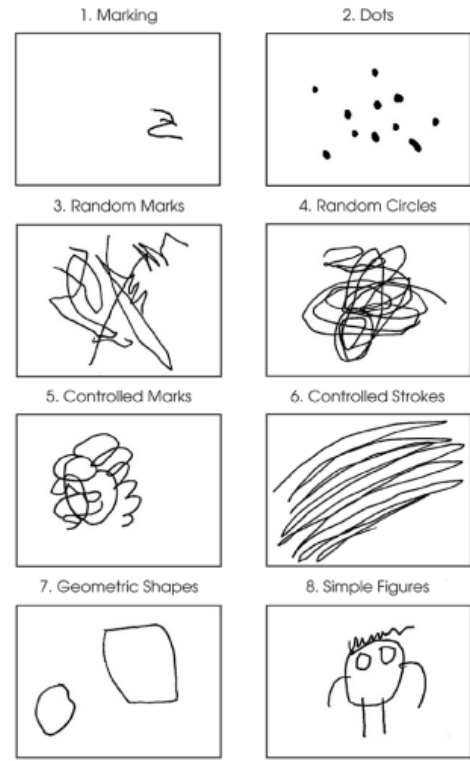 1. Marking
2. Dots
3. Random Marks
4. Random Circles
5. Controlled Marks
6. Controlled Strokes
7. Geometric Shapes
8. Simple Figures